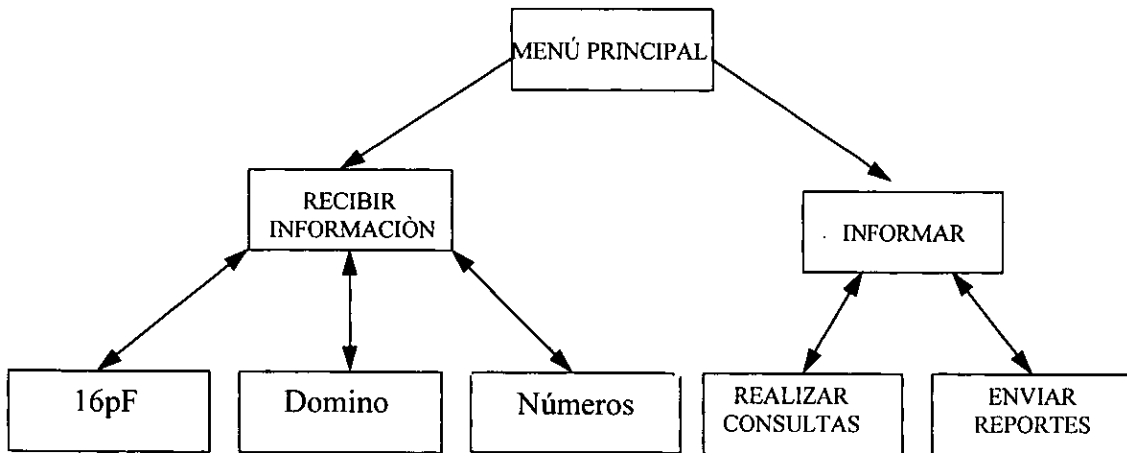 MENÚ PRINCIPAL
RECIBIR
INFORMACIÒN
INFORMAR
16pF
Domino
Números
REALIZAR
CONSULTAS
ENVIAR
REPORTES